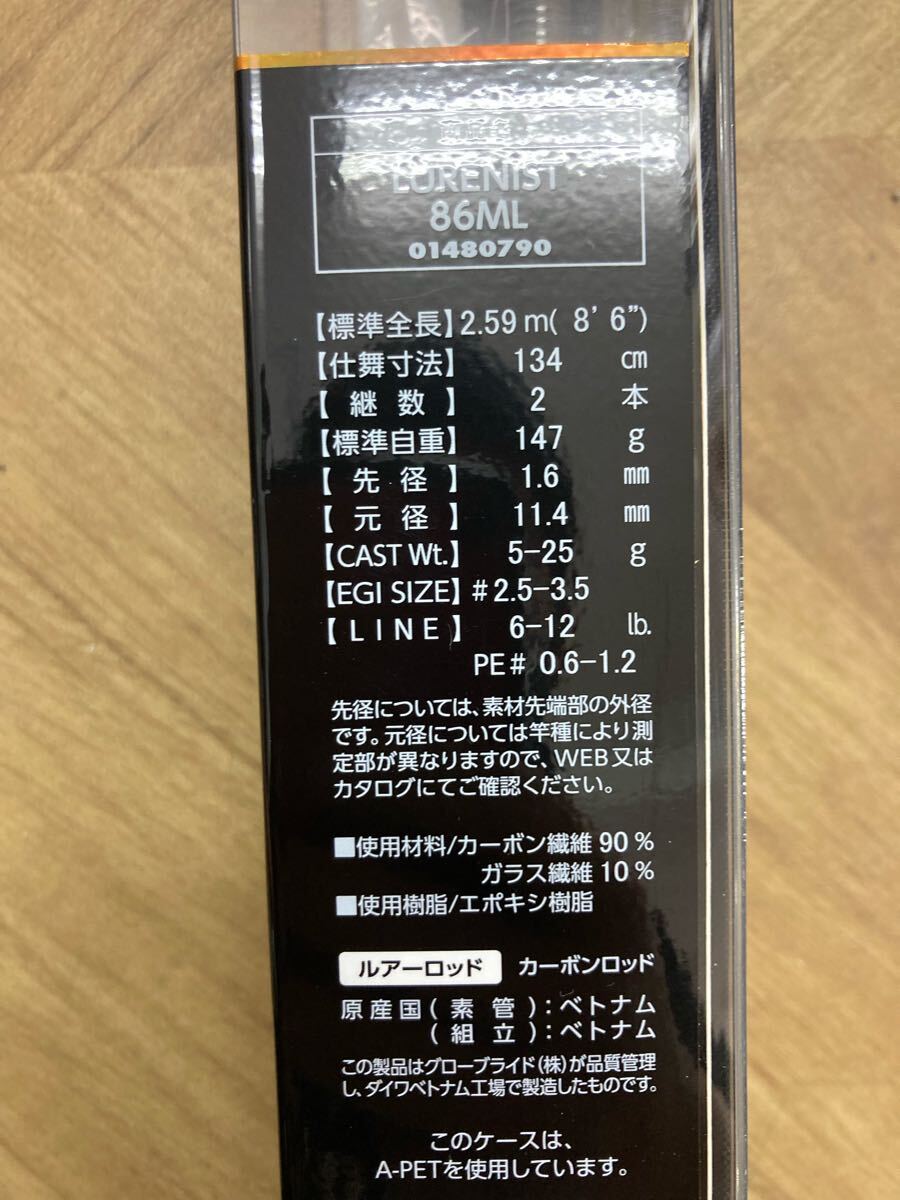 LURENIST
86ML
01480790
【標準全長】2.59m( 8' 6")
【仕舞寸法】 134 cm
【 継 数 】 2 本
【標準自重】 147 g
【 先 径 】 1.6 mm
【 元 径 】 11.4 mm
【CAST Wt.】 5-25 g
【EGI SIZE】 #2.5-3.5
【 L I N E 】 6-12 lb.
PE# 0.6-1.2
先径については、素材先端部の外径
です。元径については竿種により測
定部が異なりますので、WEB又は
カタログにてご確認ください。
■使用材料/カーボン繊維 90 %
ガラス繊維 10 %
■使用樹脂/エポキシ樹脂
ルアーロッド カーボンロッド
原産国( 素 管 ):ベトナム
( 組 立 ):ベトナム
この製品はグローブライド(株)が品質管理
し、ダイワベトナム工場で製造したものです。
このケースは、
A-PETを使用しています。